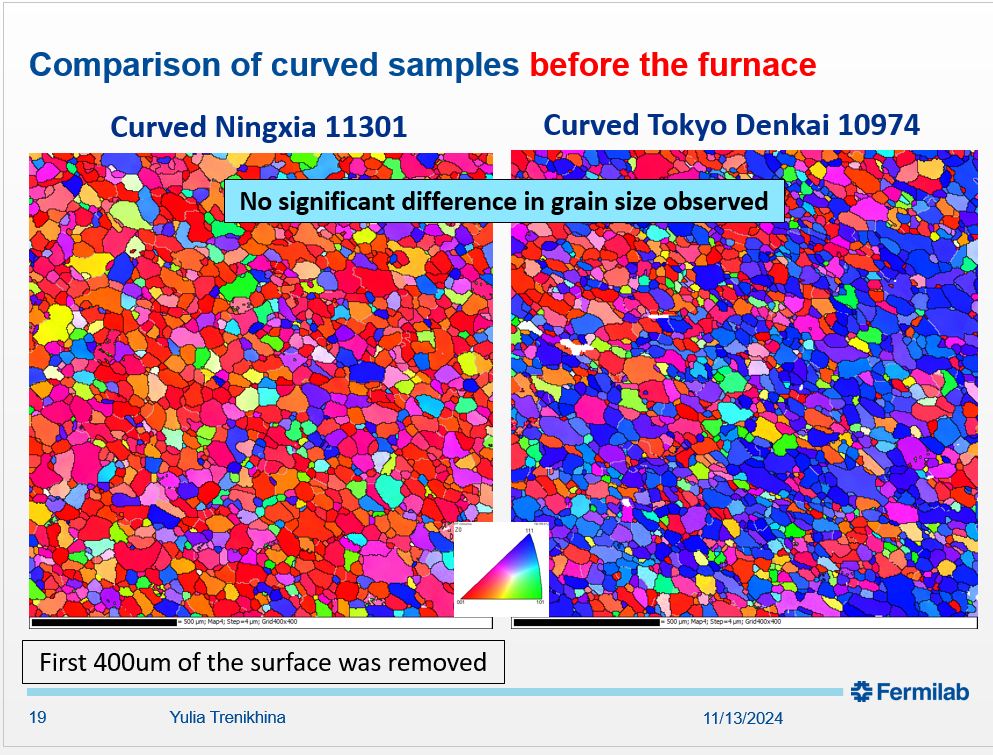 Comparison of curved samples before the furnace
Curved Ningxia 11301
Curved Tokyo Denkai 10974
No significant difference in grain size observed
111
001
101
= 500 µm; Map4; Step=4 µm; Grid400x400
= 500 µm; Map4; Step=4 µm; Grid400x400
First 400um of the surface was removed
Fermilab
19
Yulia Trenikhina
11/13/2024